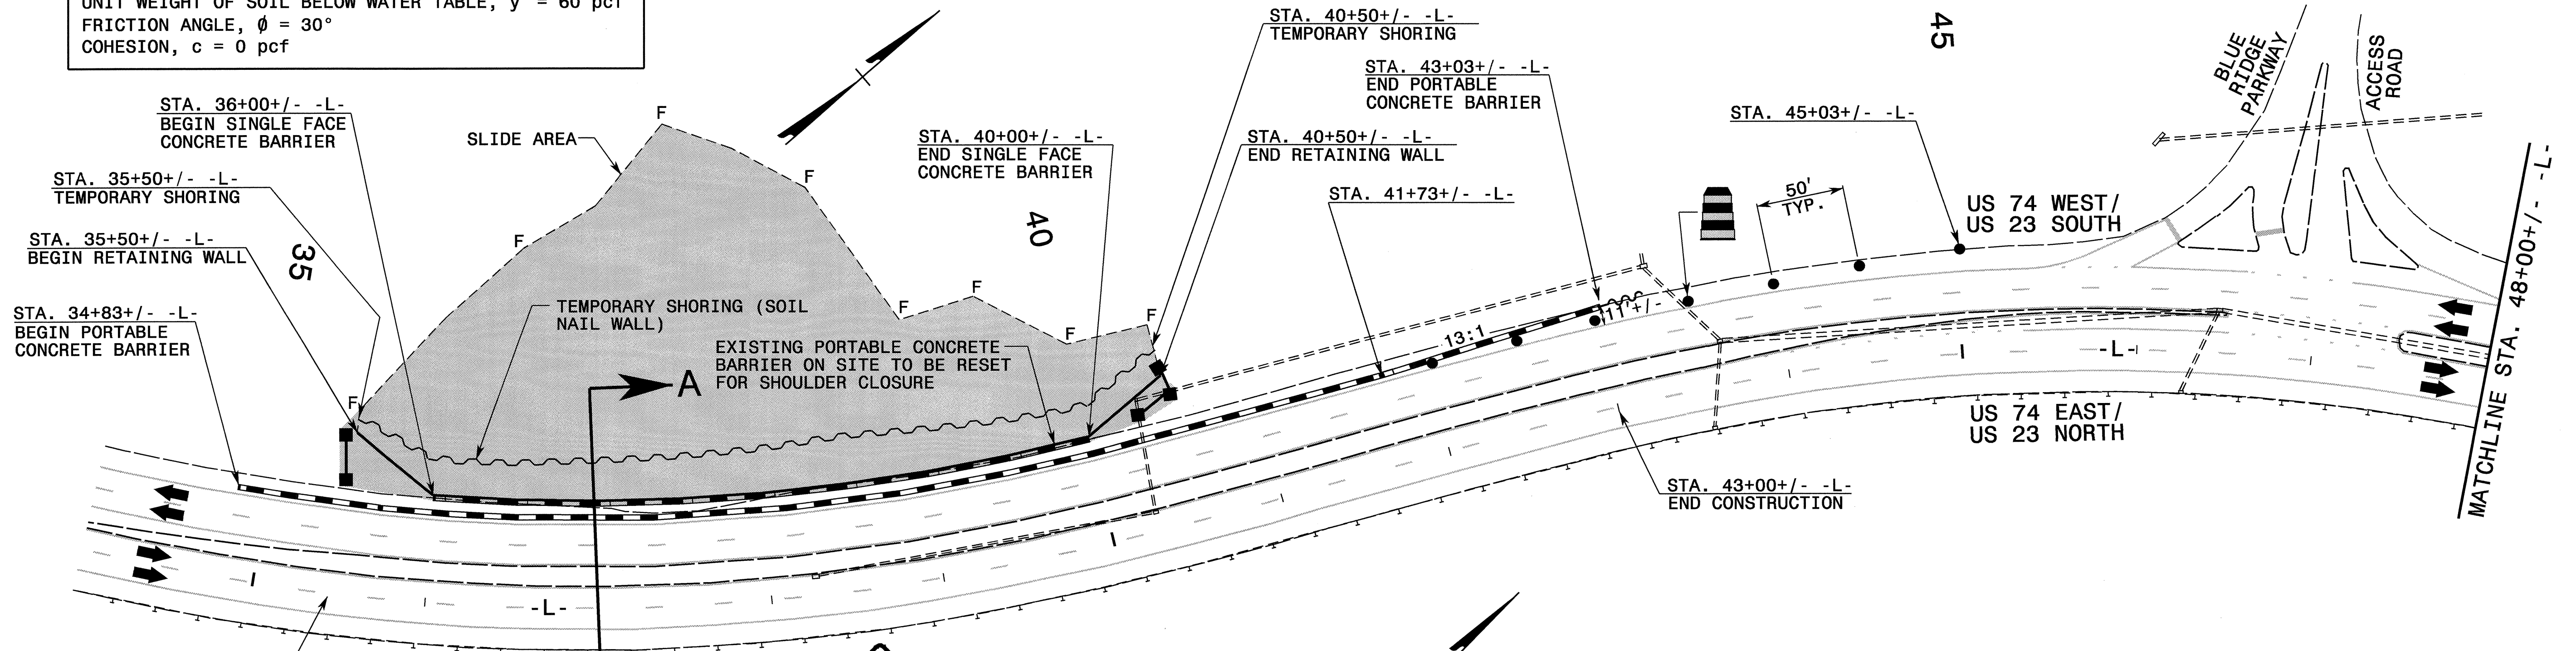 UNIT WEIGHT OF SOIL BELOW WATER TABLE, γ' = 60 pcf
FRICTION ANGLE, ϕ = 30°
COHESION, c = 0 pcf
STA. 36+00+/- -L-
BEGIN SINGLE FACE
CONCRETE BARRIER
STA. 35+50+/- -L-
TEMPORARY SHORING
STA. 35+50+/- -L-
BEGIN RETAINING WALL
STA. 34+83+/- -L-
BEGIN PORTABLE
CONCRETE BARRIER
35
SLIDE AREA
F
F
F
F
F
F
F
F
TEMPORARY SHORING (SOIL
NAIL WALL)
EXISTING PORTABLE CONCRETE
BARRIER ON SITE TO BE RESET
FOR SHOULDER CLOSURE
A
STA. 40+00+/- -L-
END SINGLE FACE
CONCRETE BARRIER
40
STA. 40+50+/- -L-
TEMPORARY SHORING
STA. 40+50+/- -L-
END RETAINING WALL
STA. 43+03+/- -L-
END PORTABLE
CONCRETE BARRIER
STA. 41+73+/- -L-
13:1
11'+/-
STA. 45+03+/- -L-
50'
TYP.
45
US 74 WEST/
US 23 SOUTH
BLUE
RIDGE
PARKWAY
ACCESS
ROAD
-L-
US 74 EAST/
US 23 NORTH
STA. 43+00+/- -L-
END CONSTRUCTION
MATCHLINE STA. 48+00+/- -L-
-L-